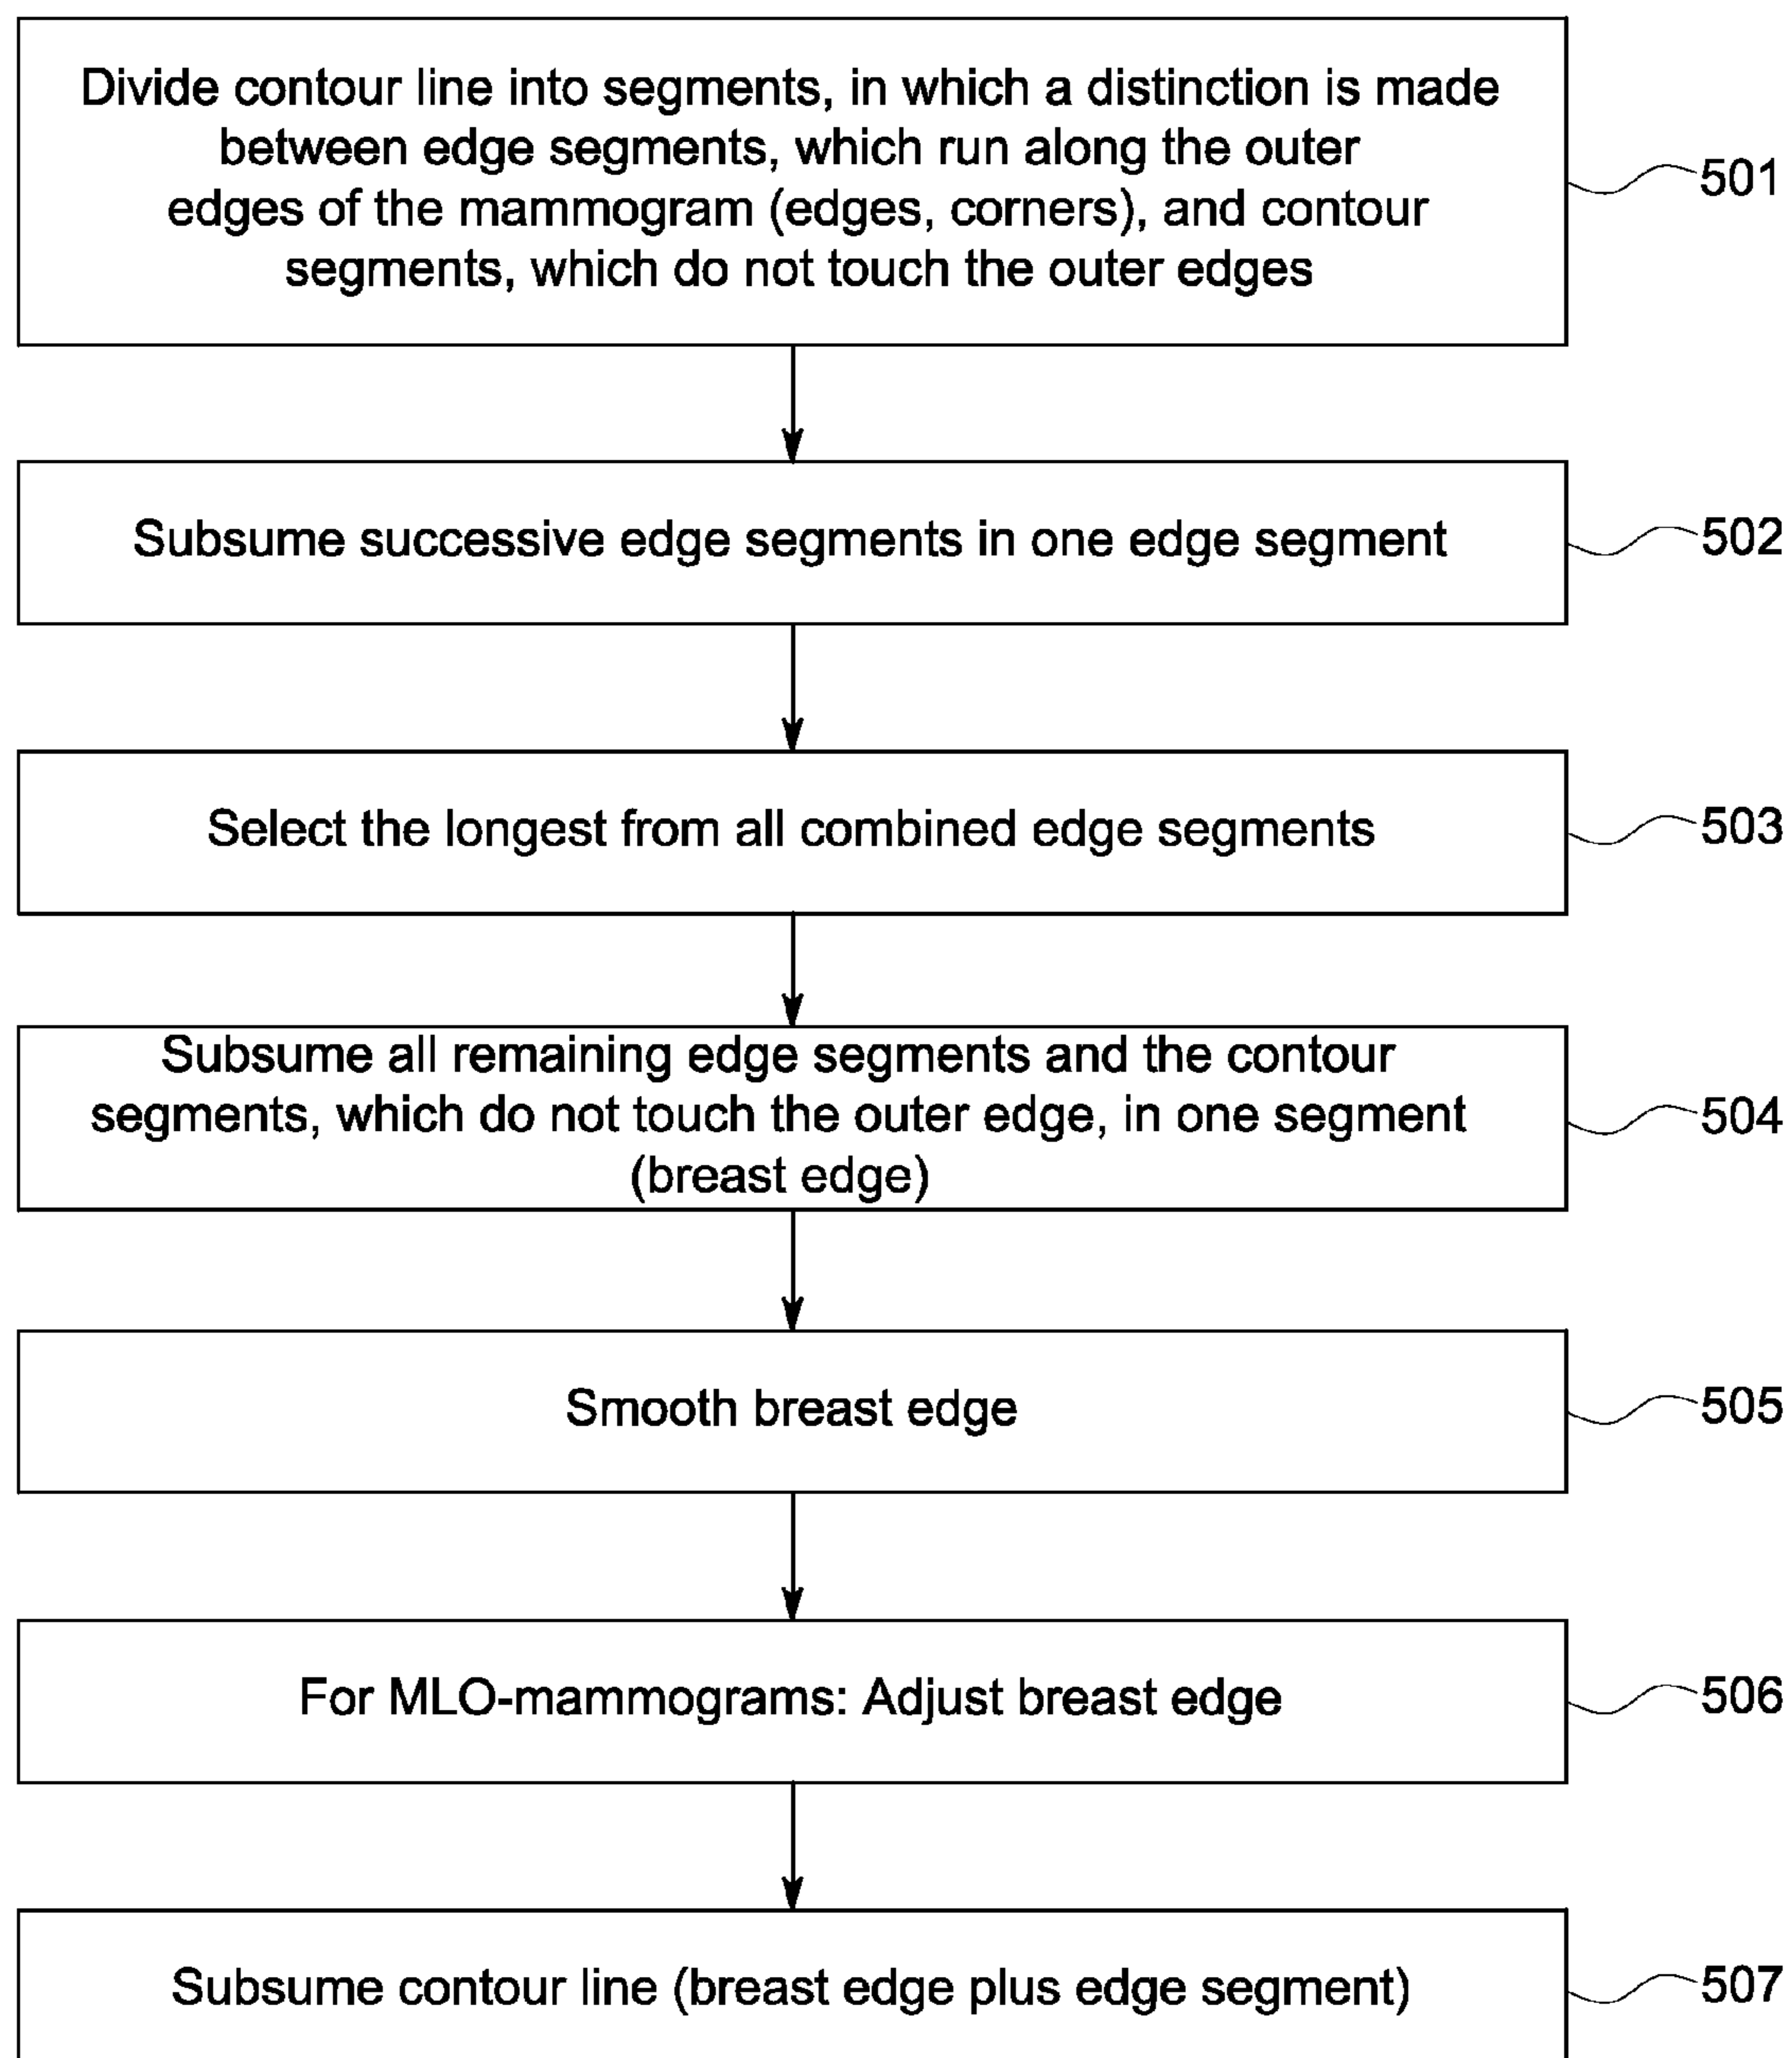 Divide contour line into segments, in which a distinction is made
between edge segments, which run along the outer
edges of the mammogram (edges, corners), and contour
segments, which do not touch the outer edges
501
Subsume successive edge segments in one edge segment
502
Select the longest from all combined edge segments
503
Subsume all remaining edge segments and the contour
segments, which do not touch the outer edge, in one segment
(breast edge)
504
Smooth breast edge
505
For MLO-mammograms: Adjust breast edge
506
Subsume contour line (breast edge plus edge segment)
507